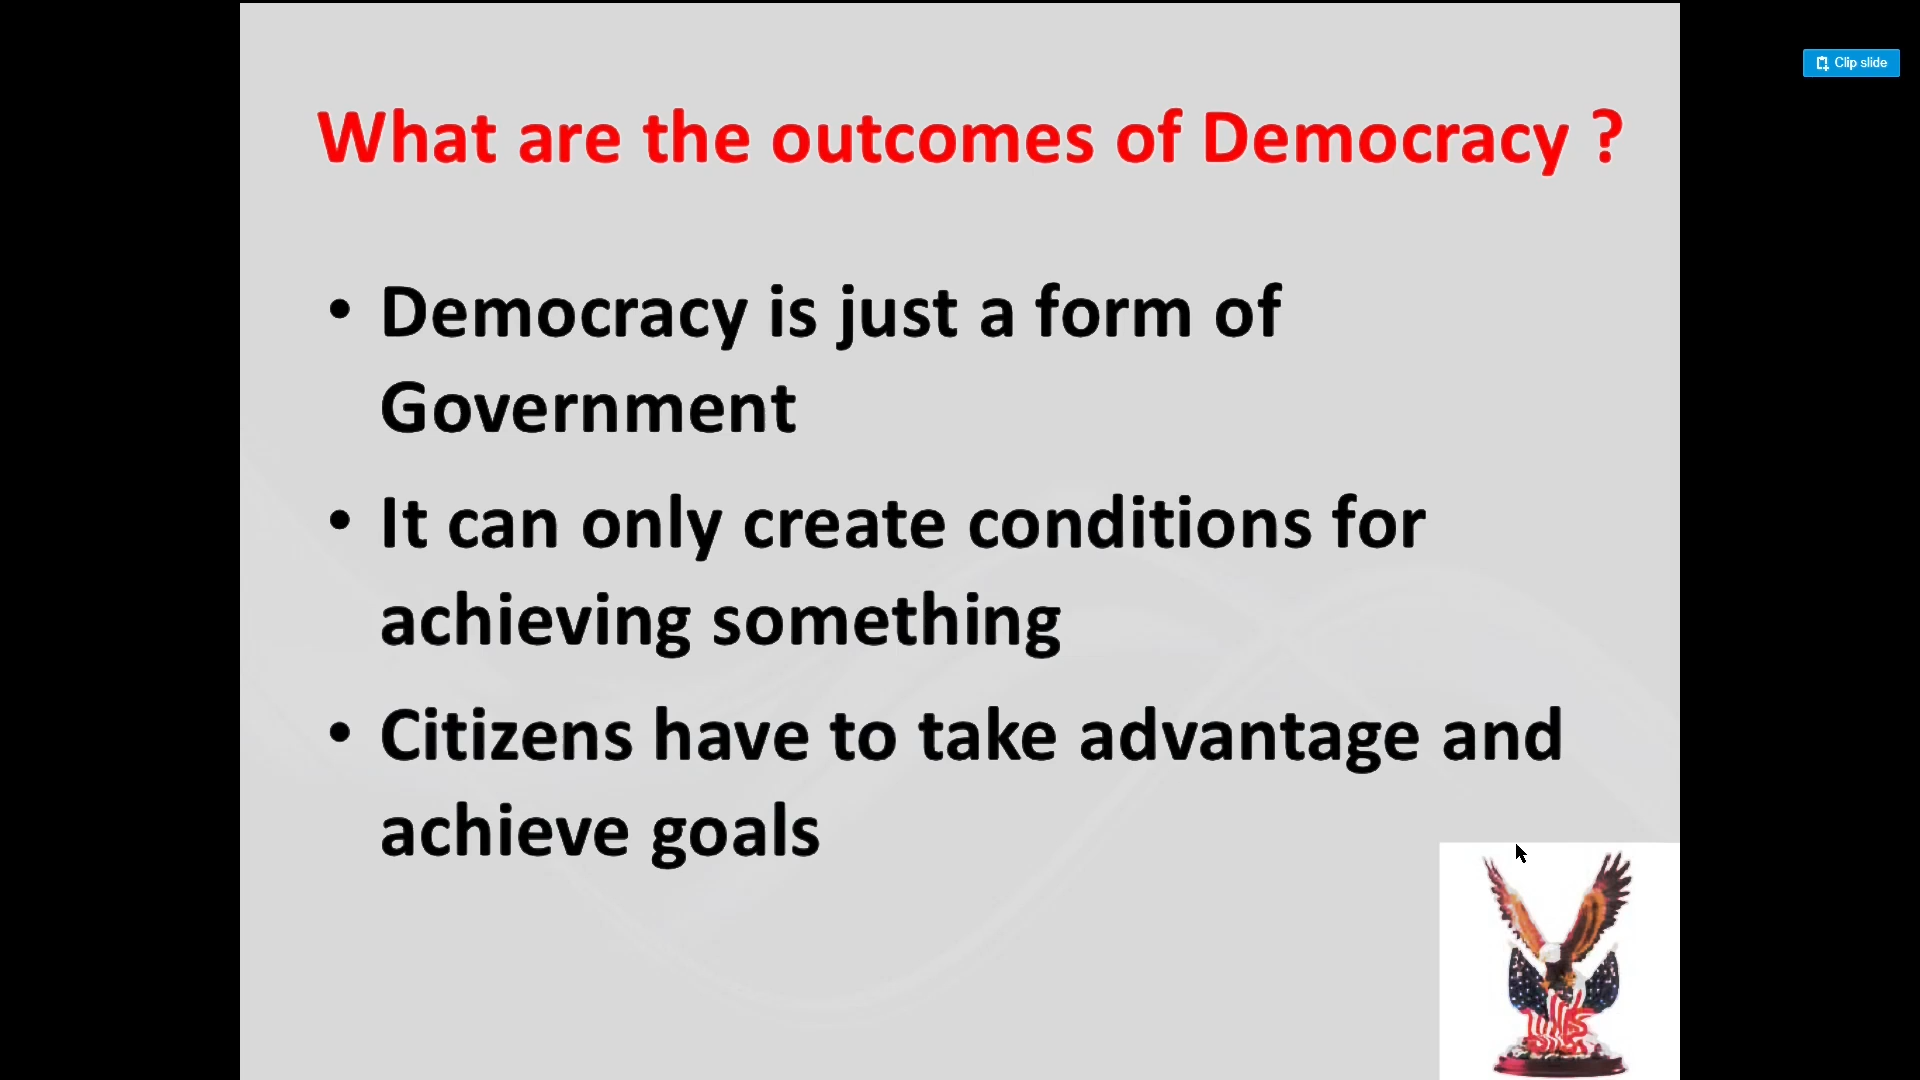 Clip slide
What are the outcomes of Democracy ?
• Democracy is just a form of
Government
• It can only create conditions for
achieving something
• Citizens have to take advantage and
achieve goals